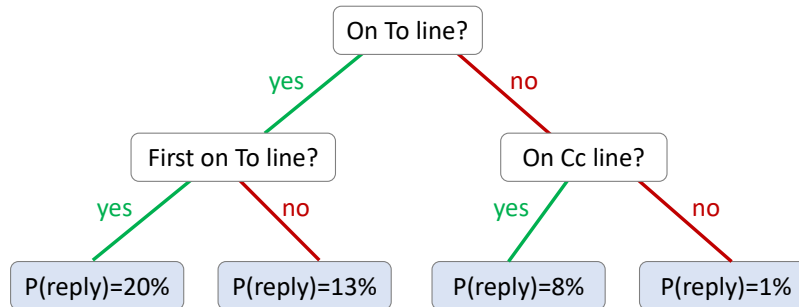 On To line?
yes
no
First on To line?
On Cc line?
yes
no
yes
no
P(reply)=20%
P(reply)=13%
P(reply)=8%
P(reply)=1%